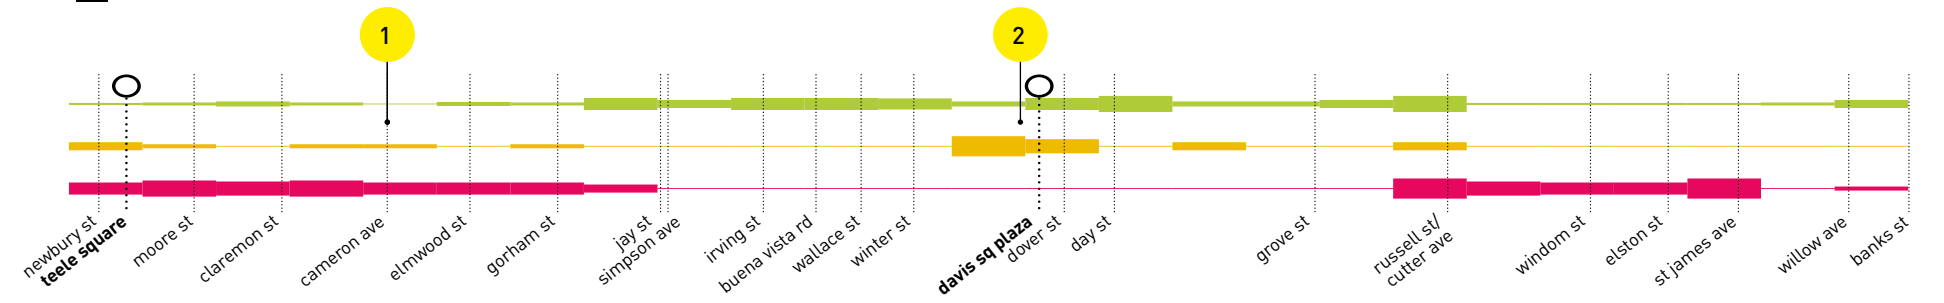 1
2
newbury st
teele square
moore st
claremon st
cameron ave
elmwood st
gorham st
jay st
simpson ave
irving st
buena vista rd
wallace st
winter st
davis sq plaza
dover st
day st
grove st
russell st/
cutter ave
windom st
elston st
st james ave
willow ave
banks st